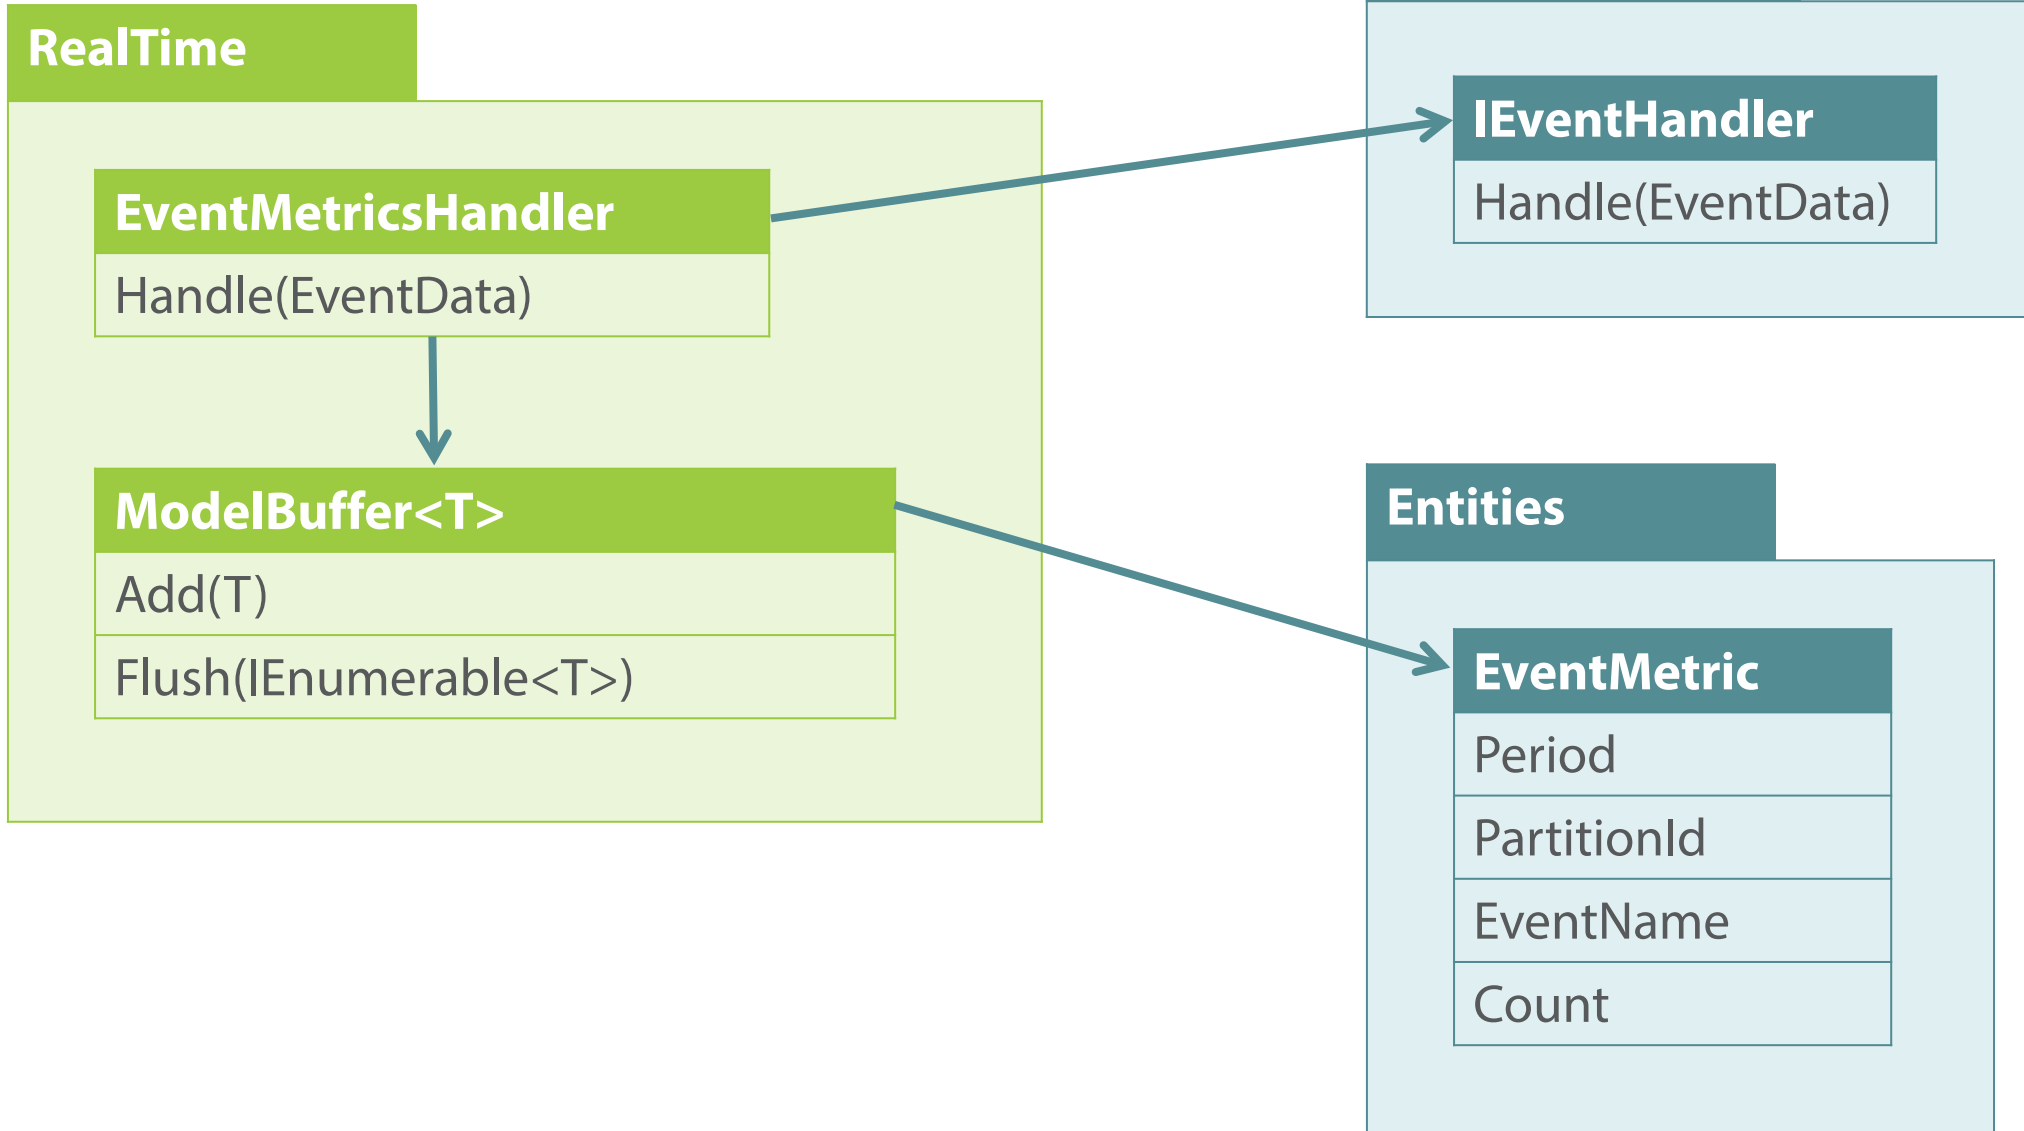 RealTime
EventMetricsHandler
Handle(EventData)
ModelBuffer<T>
Add(T)
Flush(IEnumerable<T>)
IEventHandler
Handle(EventData)
Entities
EventMetric
Period
PartitionId
EventName
Count